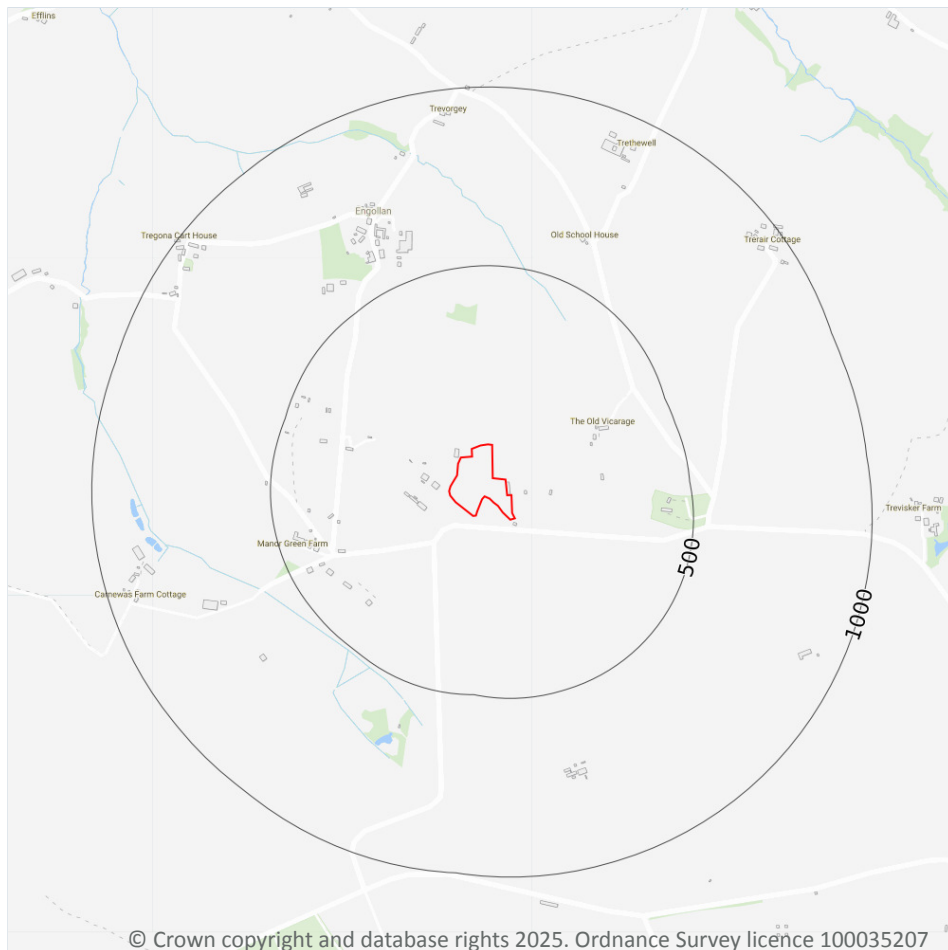 Efflins
Trevorgey
Trethewell
Engollan
Tregona Cart House
Old School House
Trerair Cottage
The Old Vicarage
Trevisker Farm
Manor Green Farm
500
Carnewas Farm Cottage
1000
© Crown copyright and database rights 2025. Ordnance Survey licence 100035207